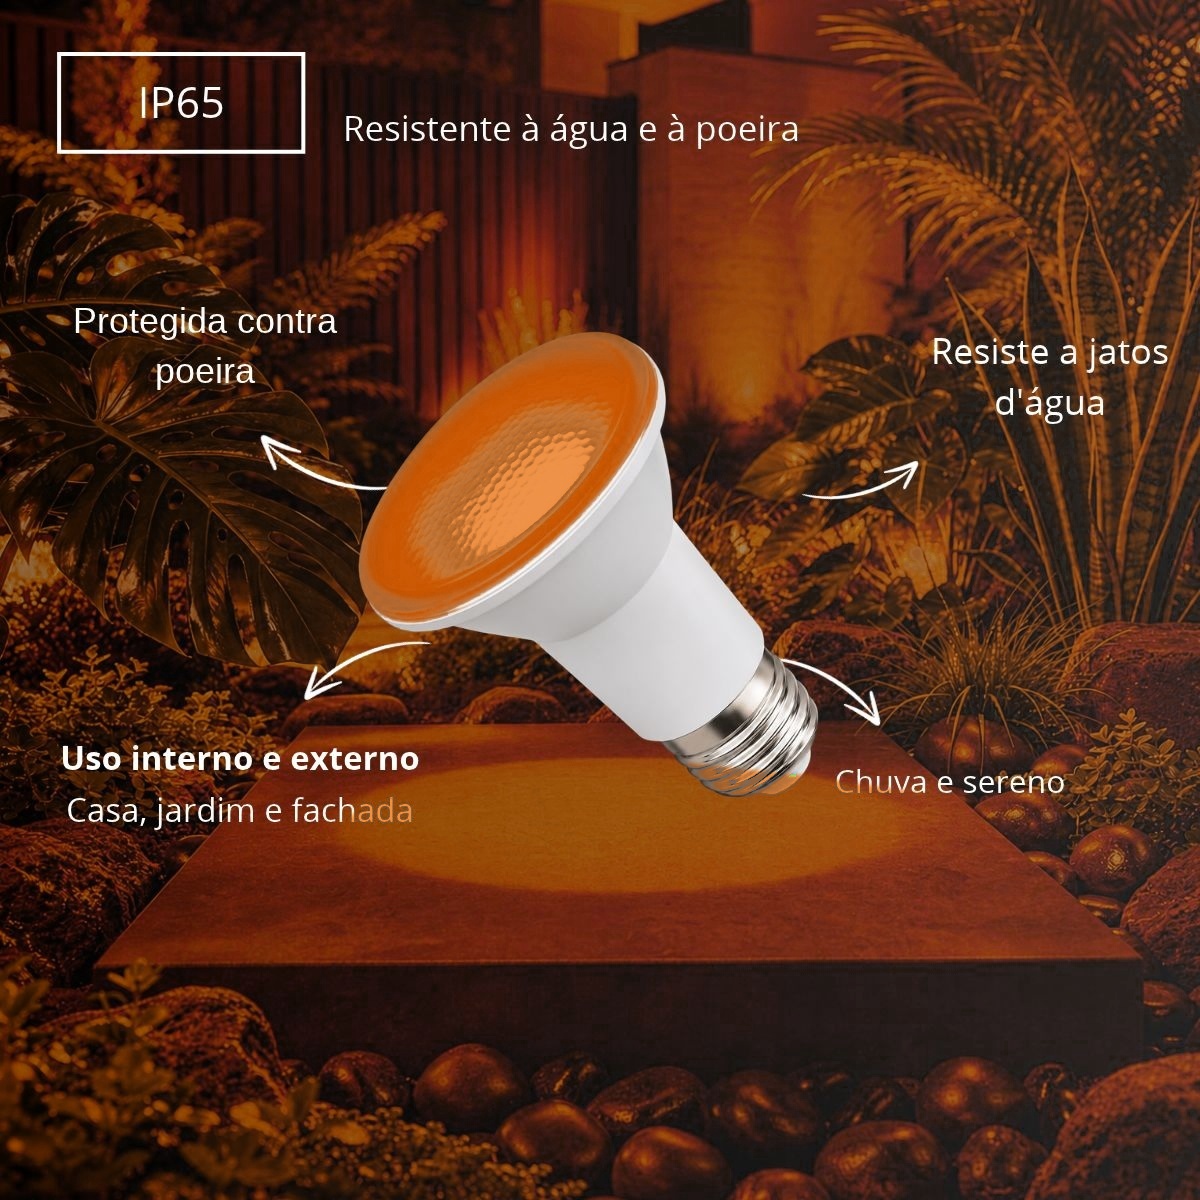 IP65
Resistente à água e à poeira
Protegida contra
poeira
Resiste a jatos
d'água
Uso interno e externo
Casa, jardim e fachada
Chuva e sereno